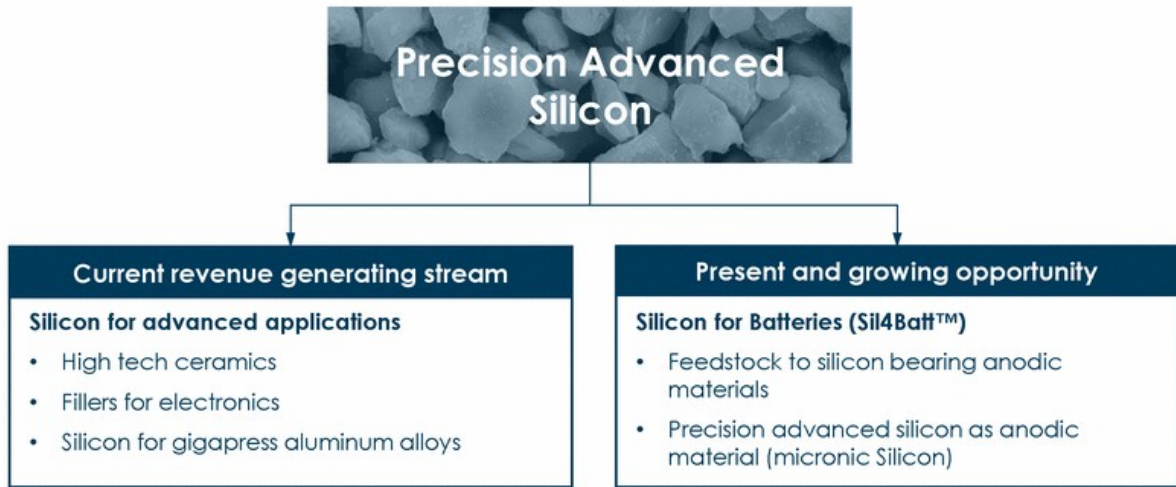 Precision Advanced
Silicon
Current revenue generating stream
Silicon for advanced applications
• High tech ceramics
• Fillers for electronics
• Silicon for gigapress aluminum alloys
Present and growing opportunity
Silicon for Batteries (Sil4Batt™)
• Feedstock to silicon bearing anodic
materials
• Precision advanced silicon as anodic
material (micronic Silicon)